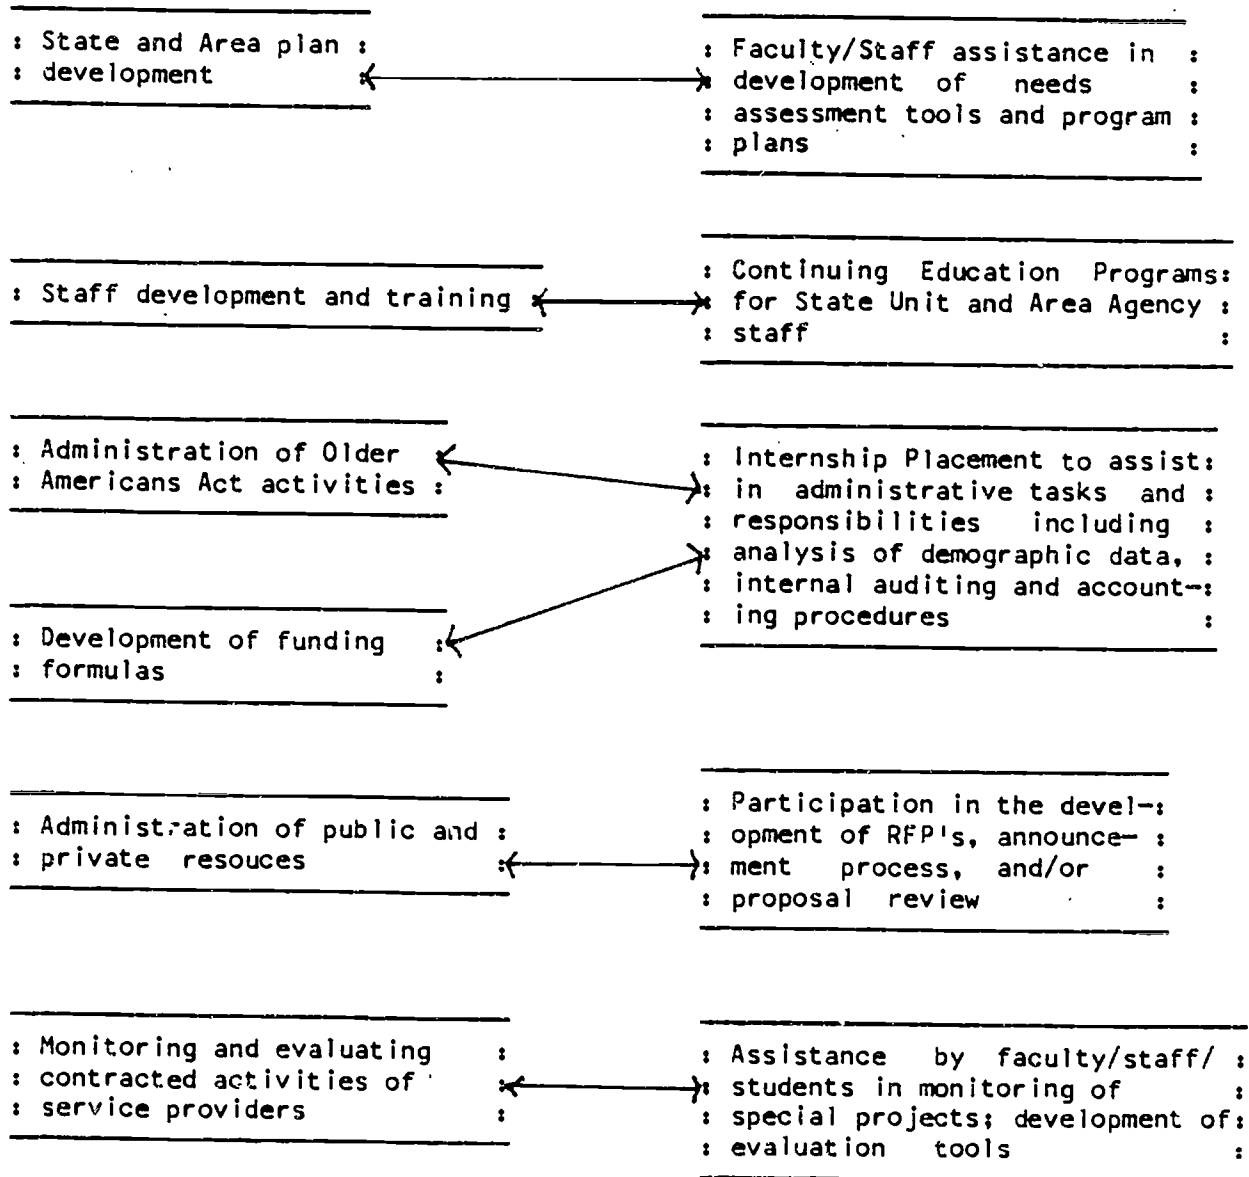 : State and Area plan :
: development :
: Faculty/Staff assistance in :
: development of needs :
: assessment tools and program :
: plans :
: Staff development and training :
: Continuing Education Programs:
: for State Unit and Area Agency :
: staff :
: Administration of Older :
: Americans Act activities :
: Internship Placement to assist:
: in administrative tasks and :
: responsibilities including :
: analysis of demographic data, :
: internal auditing and account-:
: ing procedures :
: Development of funding :
: formulas :
: Administration of public and :
: private resouces :
: Participation in the devel-:
: opment of RFP's, announce- :
: ment process, and/or :
: proposal review :
: Monitoring and evaluating :
: contracted activities of :
: service providers :
: Assistance by faculty/staff/ :
: students in monitoring of :
: special projects; development of:
: evaluation tools :